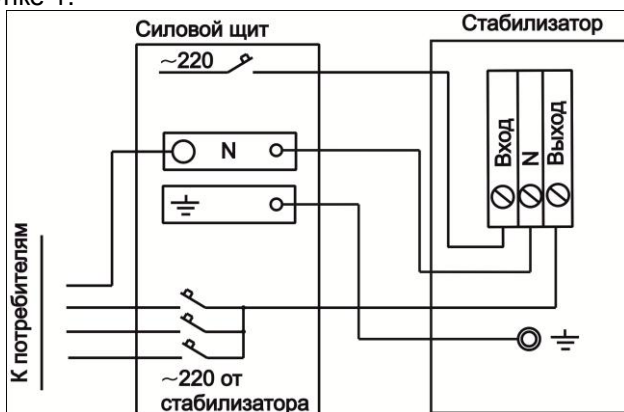 Силовой щит
Стабилизатор
~220
Вход
N
Выход
N
К потребителям
~220 от
стабилизатора